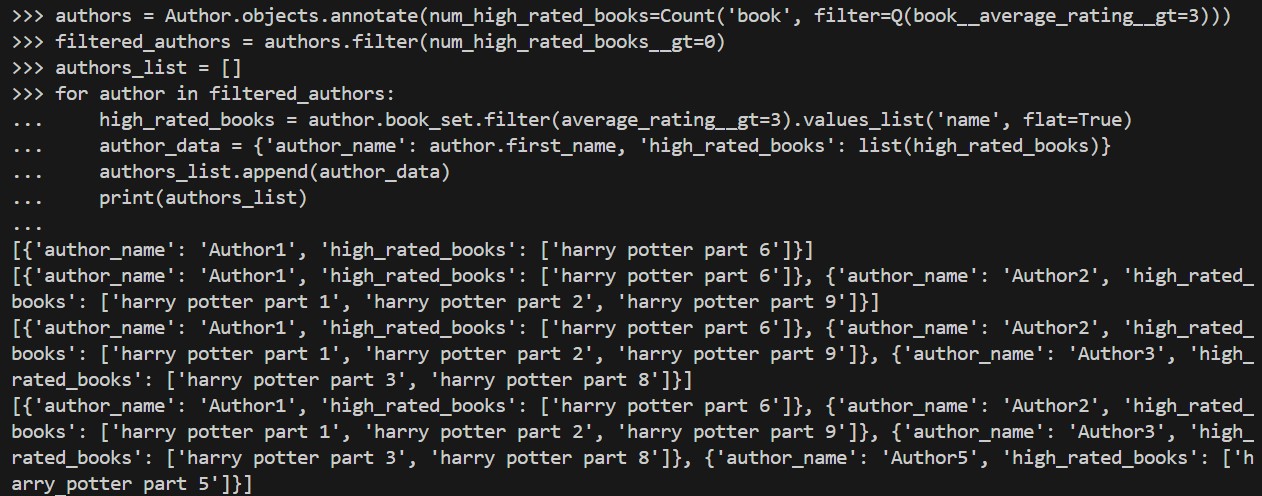 >>> authors = Author.objects.annotate(num_high_rated_books=Count('book', filter=Q(book__average_rating__gt=3)))
>>> filtered_authors = authors.filter(num_high_rated_books__gt=0)
>>> authors_list = []
>>> for author in filtered_authors:
...     high_rated_books = author.book_set.filter(average_rating__gt=3).values_list('name', flat=True)
...     author_data = {'author_name': author.first_name, 'high_rated_books': list(high_rated_books)}
...     authors_list.append(author_data)
...     print(authors_list)
...
[{'author_name': 'Author1', 'high_rated_books': ['harry potter part 6']}]
[{'author_name': 'Author1', 'high_rated_books': ['harry potter part 6']}, {'author_name': 'Author2', 'high_rated_
books': ['harry potter part 1', 'harry potter part 2', 'harry potter part 9']}]
[{'author_name': 'Author1', 'high_rated_books': ['harry potter part 6']}, {'author_name': 'Author2', 'high_rated_
books': ['harry potter part 1', 'harry potter part 2', 'harry potter part 9']}, {'author_name': 'Author3', 'high_
rated_books': ['harry potter part 3', 'harry potter part 8']}]
[{'author_name': 'Author1', 'high_rated_books': ['harry potter part 6']}, {'author_name': 'Author2', 'high_rated_
books': ['harry potter part 1', 'harry potter part 2', 'harry potter part 9']}, {'author_name': 'Author3', 'high_
rated_books': ['harry potter part 3', 'harry potter part 8']}, {'author_name': 'Author5', 'high_rated_books': ['h
arry potter part 5']}]